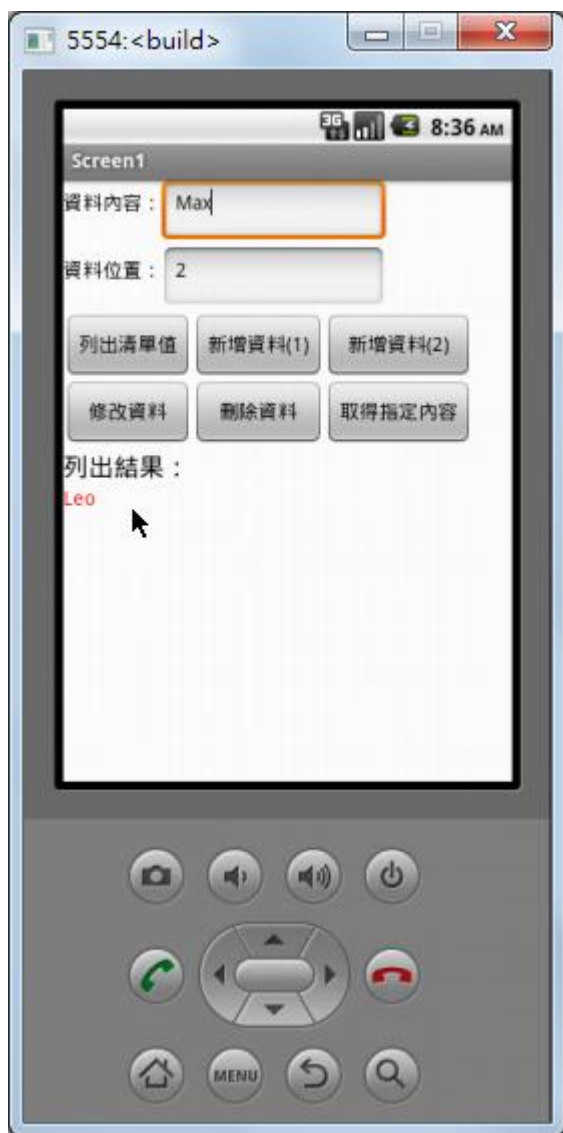 5554:<build>
3G 8:36 AM
Screen1
資料內容： Max
資料位置： 2
列出清單值 新增資料(1) 新增資料(2)
修改資料 刪除資料 取得指定內容
列出結果：
Leo
MENU